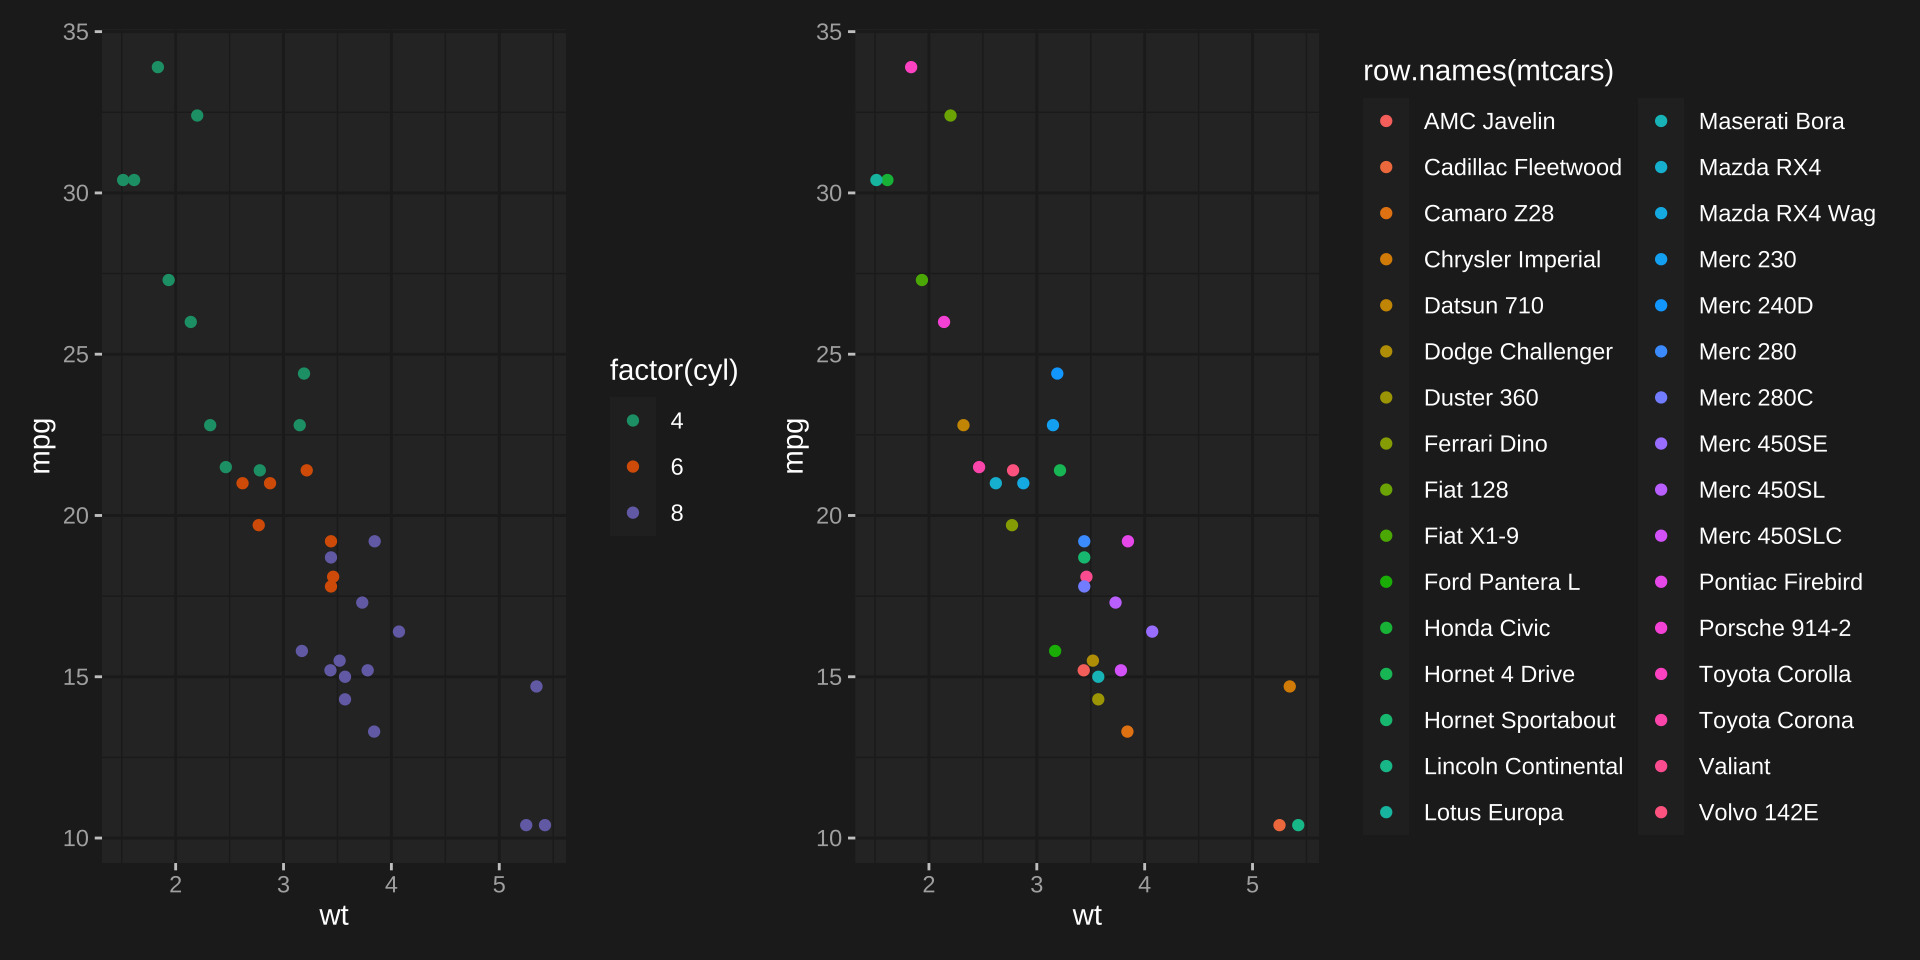 35
30
25
20
15
10
mpg
2 3 4 5
wt
factor(cyl)
4
6
8
35
30
25
20
15
10
mpg
2 3 4 5
wt
row.names(mtcars)
AMC Javelin
Cadillac Fleetwood
Camaro Z28
Chrysler Imperial
Datsun 710
Dodge Challenger
Duster 360
Ferrari Dino
Fiat 128
Fiat X1-9
Ford Pantera L
Honda Civic
Hornet 4 Drive
Hornet Sportabout
Lincoln Continental
Lotus Europa
Maserati Bora
Mazda RX4
Mazda RX4 Wag
Merc 230
Merc 240D
Merc 280
Merc 280C
Merc 450SE
Merc 450SL
Merc 450SLC
Pontiac Firebird
Porsche 914-2
Toyota Corolla
Toyota Corona
Valiant
Volvo 142E